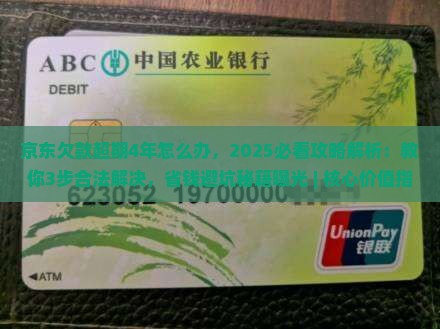 ABC 中国农业银行
DEBIT
京东欠款逾期4年怎么办，2025必看攻略解析：教
你3步合法解决，省钱避坑秘籍曝光 | 核心价值提
623052 19700000
UnionPay
银联
◄ATM